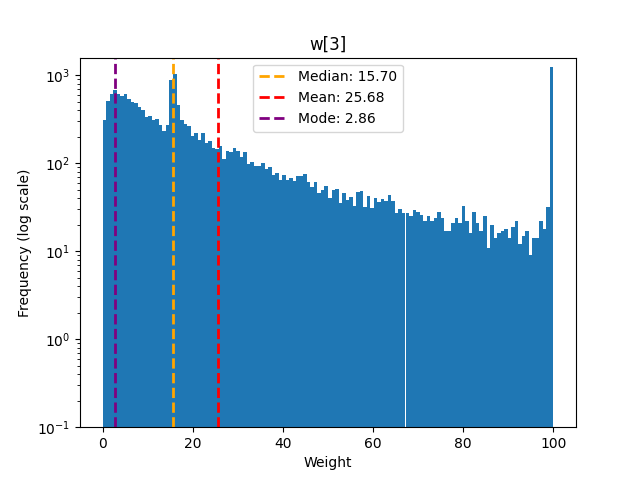 w[3]
Median: 15.70
Mean: 25.68
Mode: 2.86
Frequency (log scale)
10³
10²
10¹
10⁰
10⁻¹
0 20 40 60 80 100
Weight